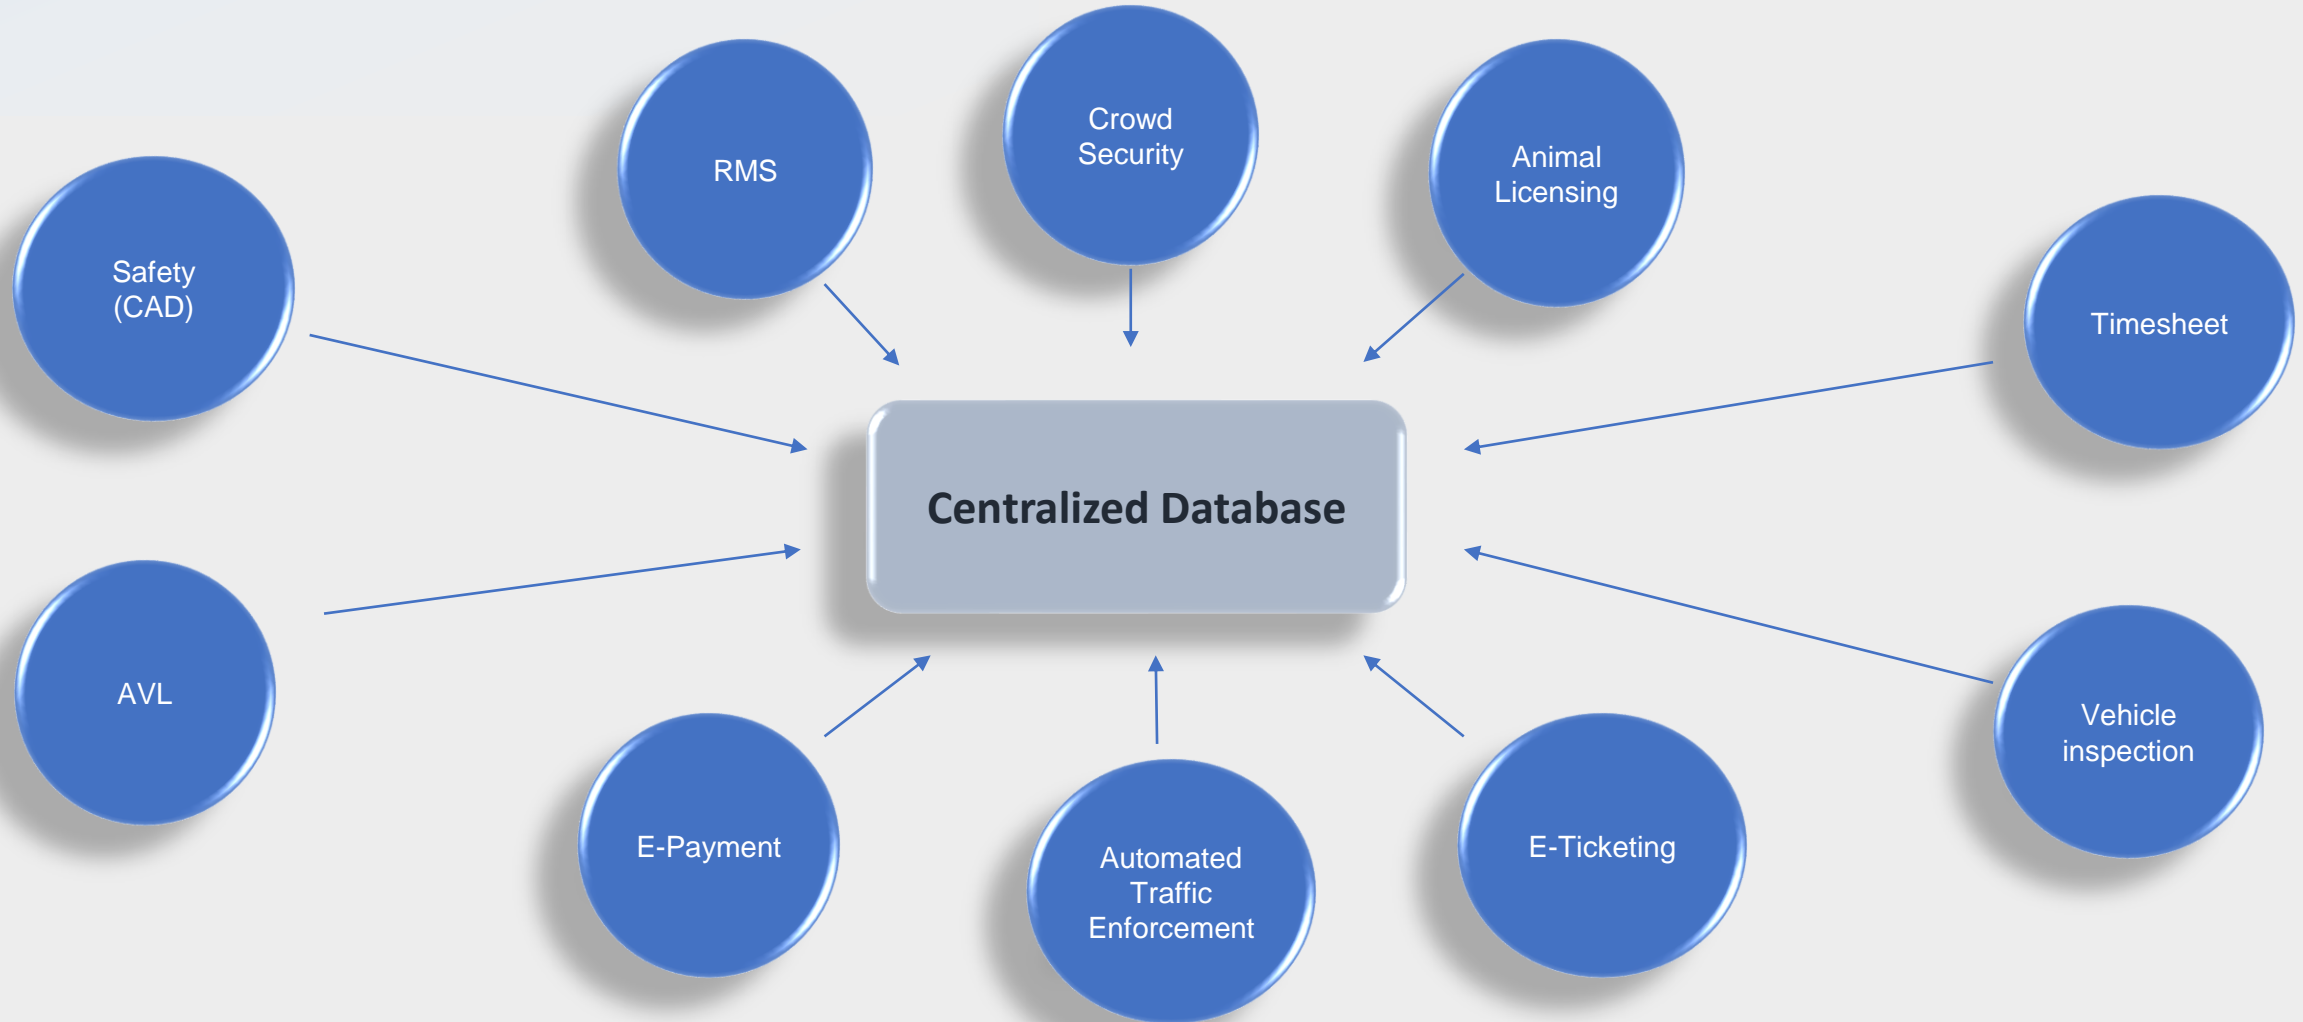 Crowd
Security
RMS
Animal
Licensing
Safety
(CAD)
Timesheet
Centralized Database
AVL
Vehicle
inspection
E-Payment
Automated
Traffic
Enforcement
E-Ticketing